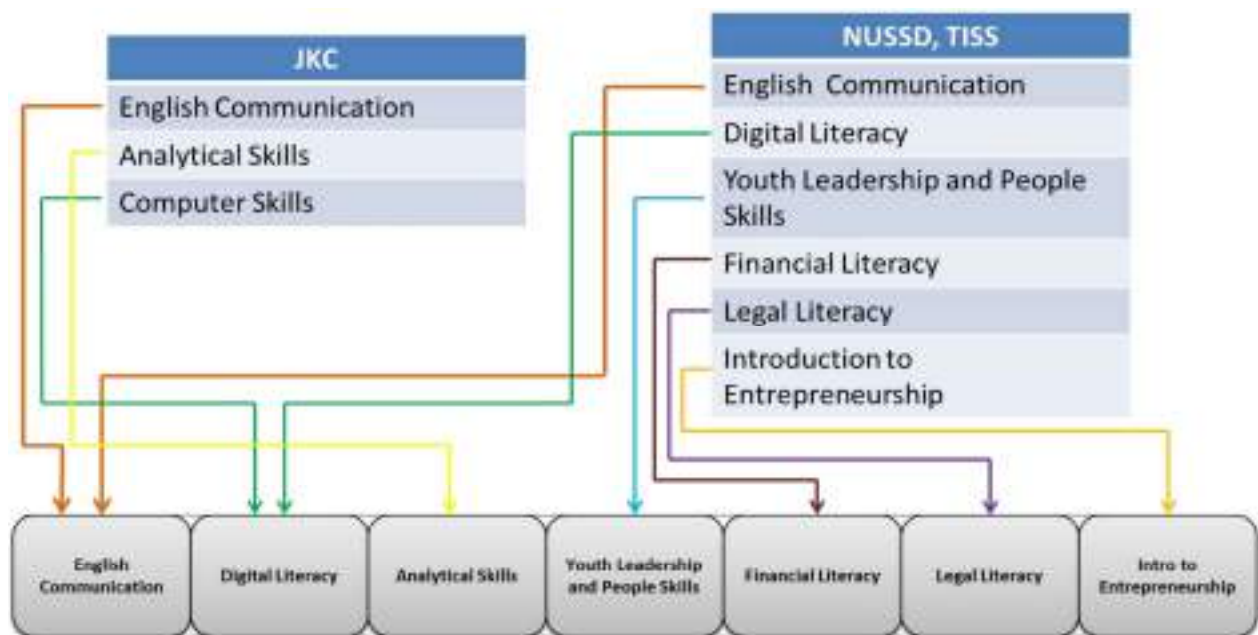 JKC
English Communication
Analytical Skills
Computer Skills
NUSSD, TISS
English Communication
Digital Literacy
Youth Leadership and People
Skills
Financial Literacy
Legal Literacy
Introduction to
Entrepreneurship
English
Communication
Digital Literacy
Analytical Skills
Youth Leadership
and People Skills
Financial Literacy
Legal Literacy
Intro to
Entrepreneurship